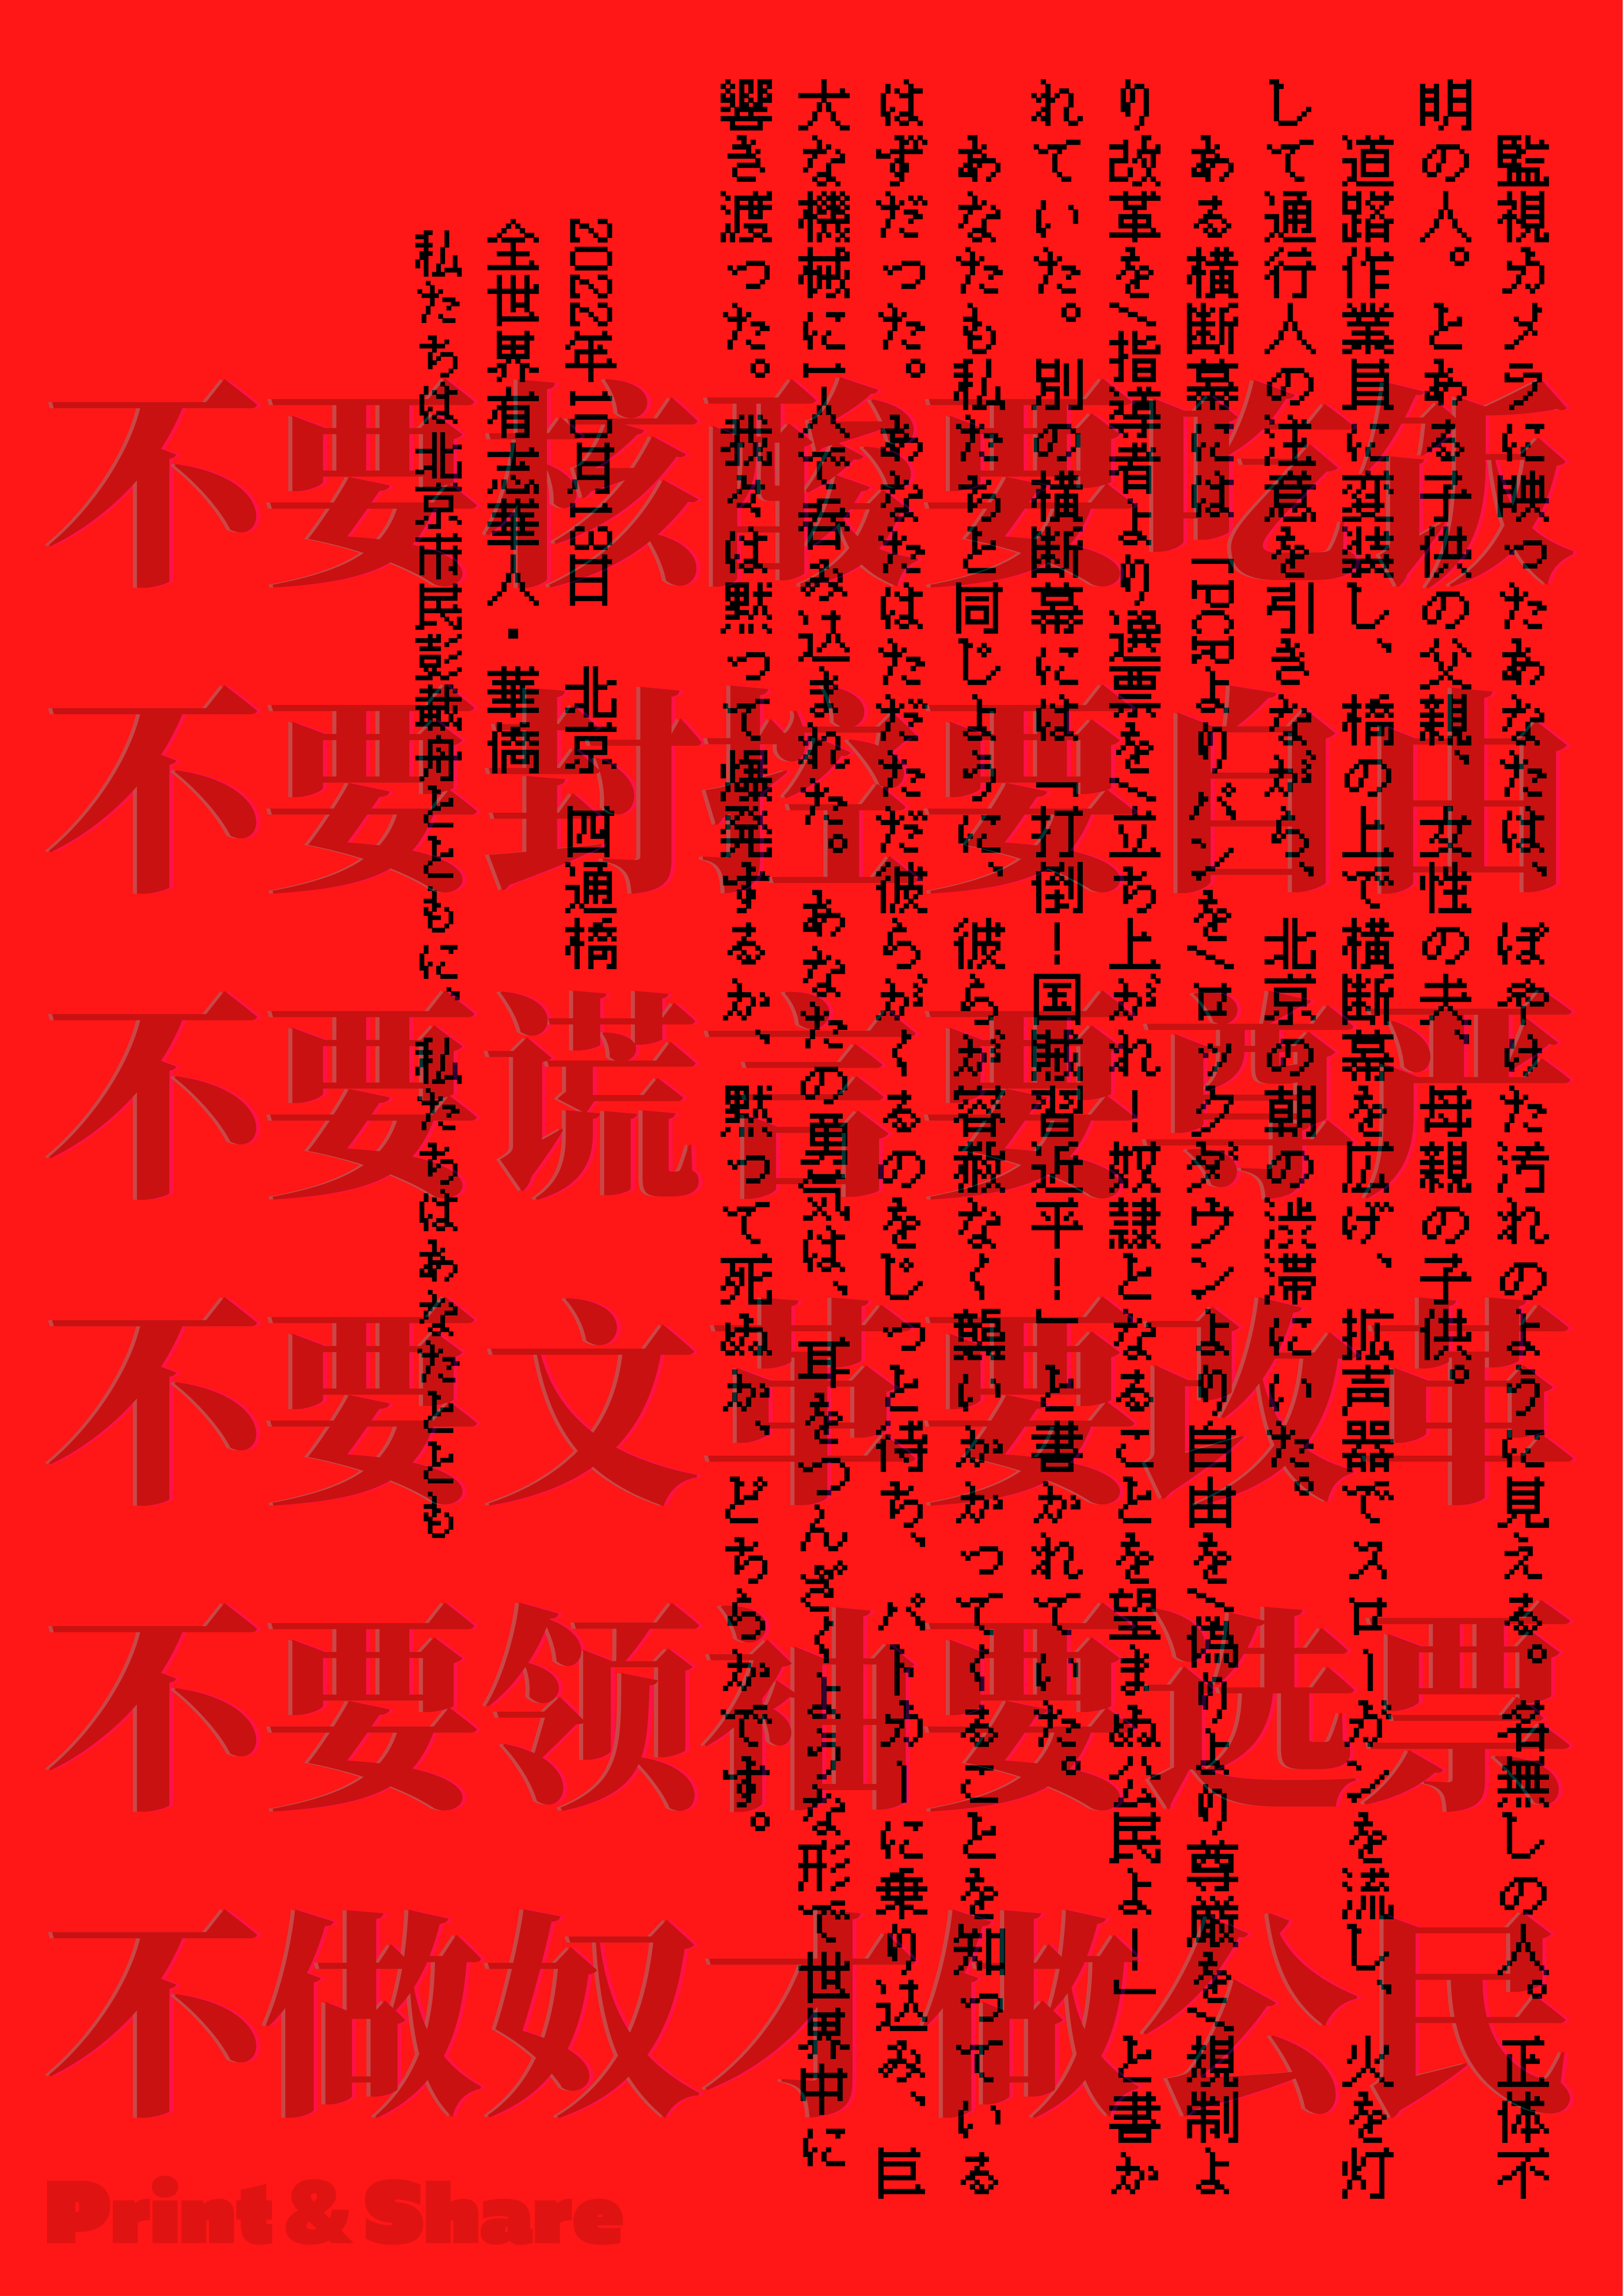 監視カメラに映ったあなたは、ぼやけた汚れのように見える。名無しの人。正体不
明の人。とある子供の父親、女性の夫、母親の子供。
道路作業員に変装し、橋の上で横断幕を広げ、拡声器でスローガンを流し、火を灯
して通行人の注意を引きながら、北京の朝の渋滞にいた。
ある横断幕には「PCRよりパンを/ロックダウンより自由を/偽りより尊厳を/規制よ
り改革を/指導者より選票を/立ち上がれ!奴隷となることを望まぬ公民よ!」と書か
れていた。別の横断幕には「打倒!国賊習近平!」と書かれていた。
あなたも私たちと同じように、彼らが容赦なく襲いかかってくることを知っている
はずだった。あなたはただただ彼らがくるのをじっと待ち、パトカーに乗り込み、巨
大な機械に一人で呑み込まれた。あなたの勇気は、耳をつんざくような形で世界中に
響き渡った。我々は黙って爆発するか、黙って死ぬか、どちらかです。
2022年10月13日 北京 四通橋
全世界有志華人・華僑
私たちは北京市民彭載舟とともに、私たちはあなたととも
不要核酸要吃饭
不要封控要自由
不要谎言要尊严
不要文革要改革
不要领袖要选票
不做奴才做公民
Print & Share